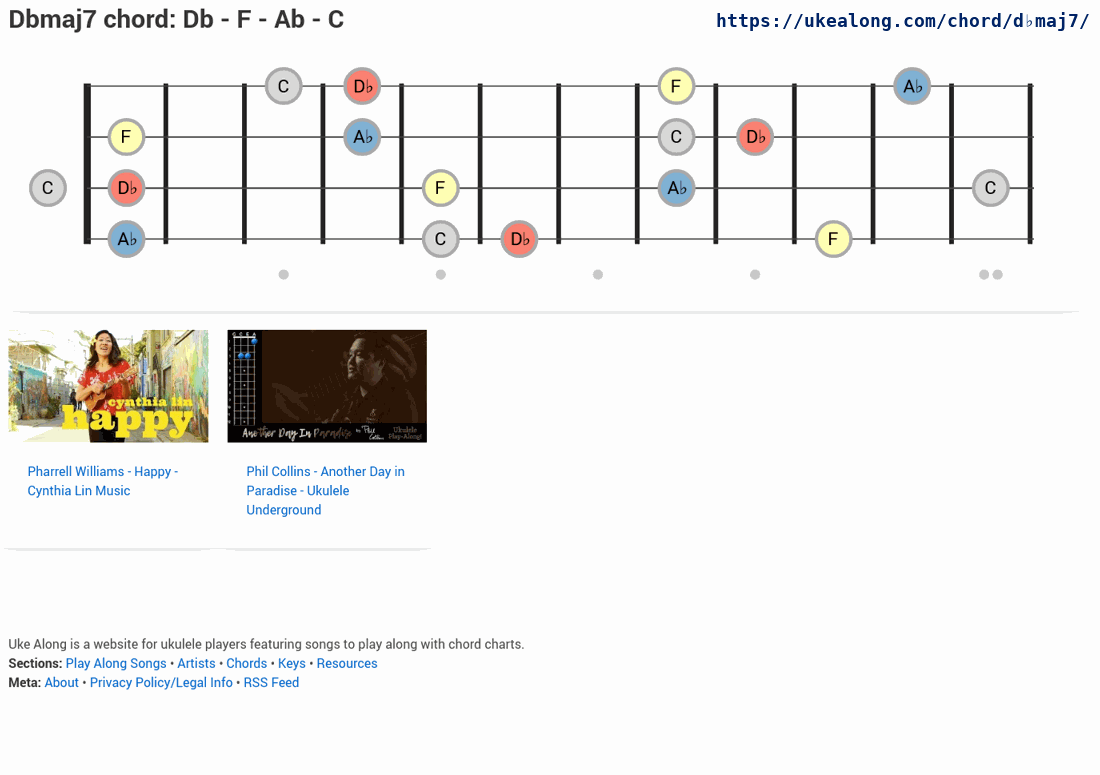 Dbmaj7 chord: Db - F - Ab - C
https://ukealong.com/chord/d♭maj7/
C D♭ F A♭
F A♭ C D♭
C D♭ F A♭ C
A♭ C D♭ F
cynthia lin
happy
G C E A
Another Day In Paradise by Phil Collins
Ukulele
Play-Along!
Pharrell Williams - Happy -
Cynthia Lin Music
Phil Collins - Another Day in
Paradise - Ukulele
Underground
Uke Along is a website for ukulele players featuring songs to play along with chord charts.
Sections: Play Along Songs • Artists • Chords • Keys • Resources
Meta: About • Privacy Policy/Legal Info • RSS Feed